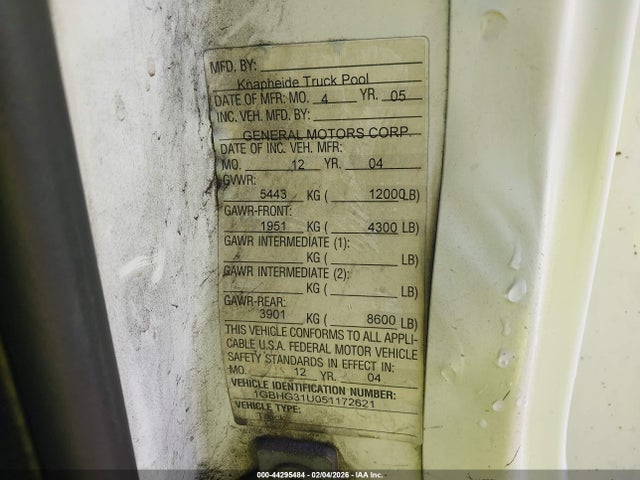 MFD. BY:
Knapheide Truck Pool
DATE OF MFR: MO. 4 YR. 05
INC. VEH. MFD. BY:
GENERAL MOTORS CORP.
DATE OF INC. VEH. MFR:
MO. 12 YR. 04
GVWR:
5443 KG ( 12000 LB)
GAWR-FRONT:
1951 KG ( 4300 LB)
GAWR INTERMEDIATE (1):
KG ( LB)
GAWR INTERMEDIATE (2):
KG ( LB)
GAWR-REAR:
3901 KG ( 8600 LB)
THIS VEHICLE CONFORMS TO ALL APPLI-
CABLE U.S.A. FEDERAL MOTOR VEHICLE
SAFETY STANDARDS IN EFFECT IN:
MO. 12 YR. 04
VEHICLE IDENTIFICATION NUMBER:
1GBHG31U051172621
VEHICLE TYPE:
000-44295484 - 02/04/2026 - IAA Inc.